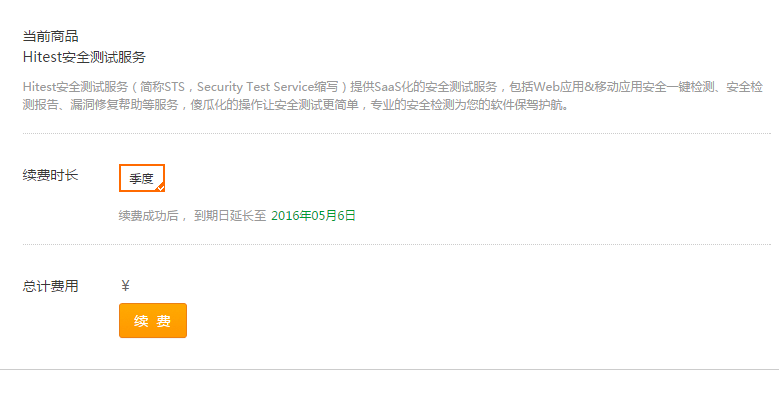 当前商品
Hitest安全测试服务
Hitest安全测试服务（简称STS，Security Test Service缩写）提供SaaS化的安全测试服务，包括Web应用&移动应用安全一键检测、安全检
测报告、漏洞修复帮助等服务，傻瓜化的操作让安全测试更简单，专业的安全检测为您的软件保驾护航。
续费时长 季度
续费成功后， 到期日延长至 2016年05月6日
总计费用 ￥
续 费